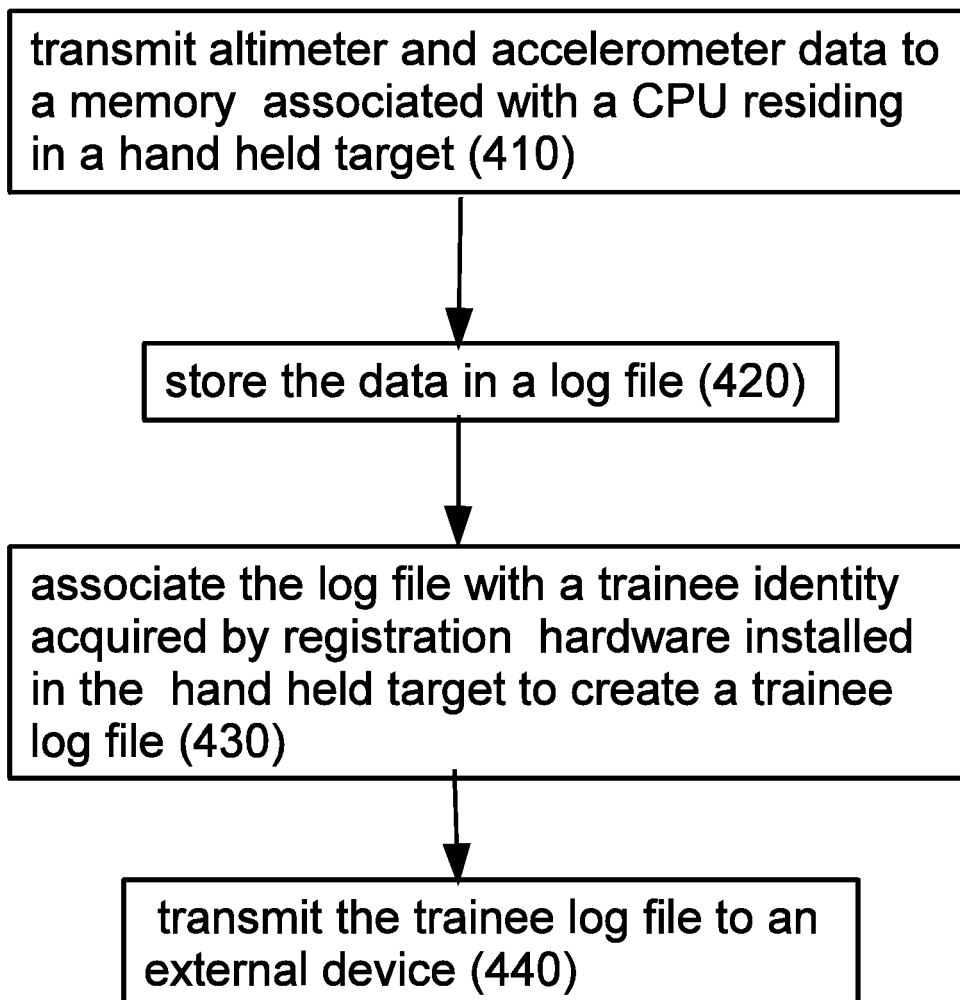 transmit altimeter and accelerometer data to
a memory  associated with a CPU residing
in a hand held target (410)
store the data in a log file (420)
associate the log file with a trainee identity
acquired by registration  hardware installed
in the  hand held target to create a trainee
log file (430)
transmit the trainee log file to an
external device (440)